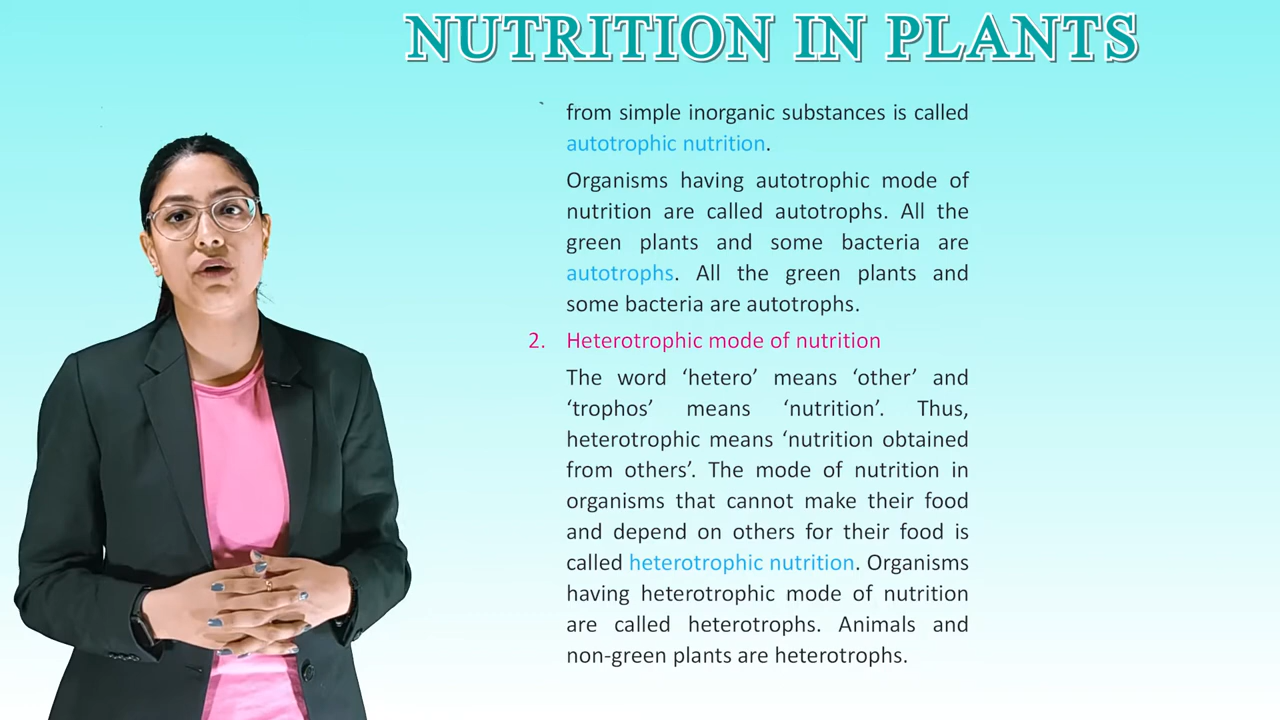 NUTRITION IN PLANTS
from simple inorganic substances is called
autotrophic nutrition.
Organisms having autotrophic mode of
nutrition are called autotrophs. All the
green plants and some bacteria are
autotrophs. All the green plants and
some bacteria are autotrophs.
2. Heterotrophic mode of nutrition
The word ‘hetero’ means ‘other’ and
‘trophos’ means ‘nutrition’. Thus,
heterotrophic means ‘nutrition obtained
from others’. The mode of nutrition in
organisms that cannot make their food
and depend on others for their food is
called heterotrophic nutrition. Organisms
having heterotrophic mode of nutrition
are called heterotrophs. Animals and
non-green plants are heterotrophs.